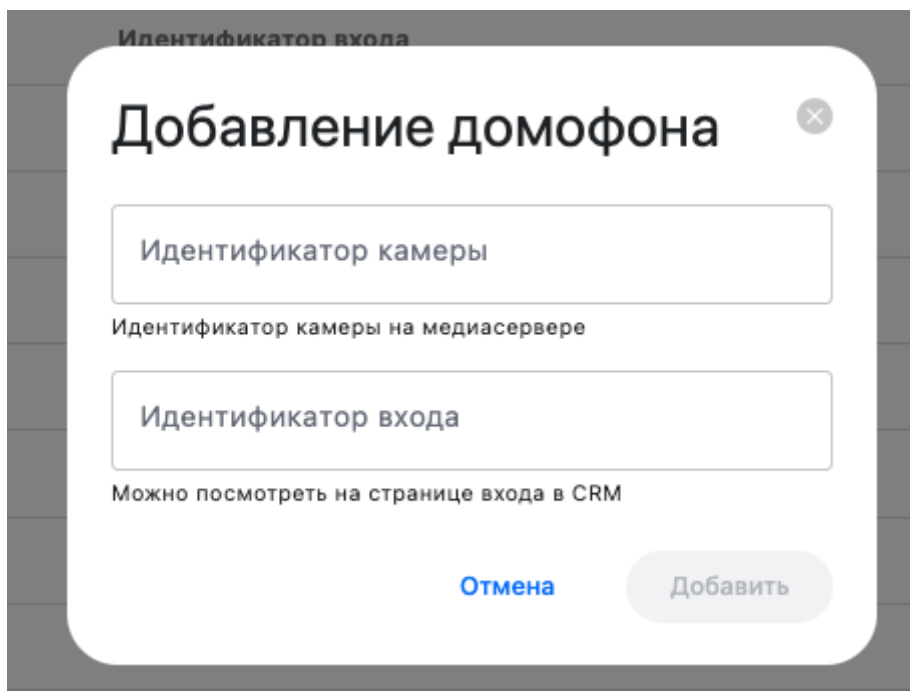 Идентификатор входа
Добавление домофона
Идентификатор камеры
Идентификатор камеры на медиасервере
Идентификатор входа
Можно посмотреть на странице входа в CRM
Отмена
Добавить